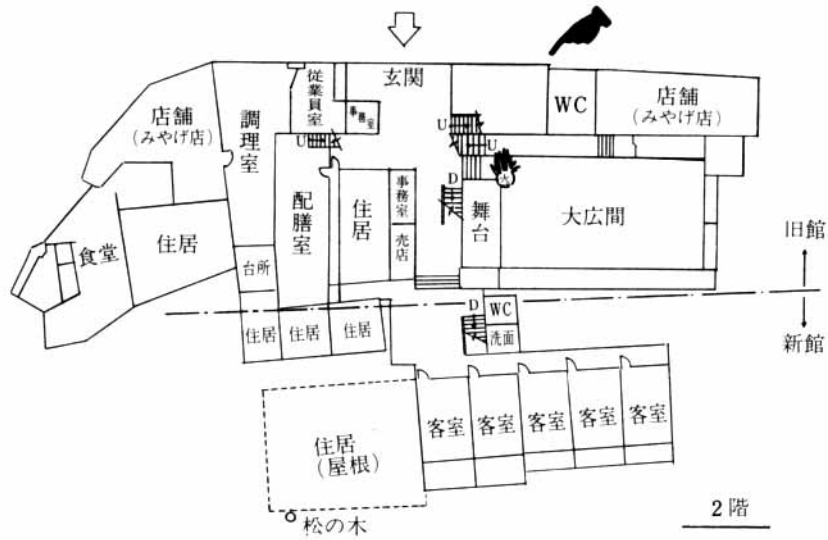 玄関
従業員室
事務室
WC
店舗
(みやげ店)
店舗
(みやげ店)
調理室
U
U
U
火
D
配膳室
住居
事務室
売店
舞台
大広間
旧館
食堂
住居
台所
D
WC
洗面
新館
住居
住居
住居
客室
客室
客室
客室
客室
住居
(屋根)
松の木
2階